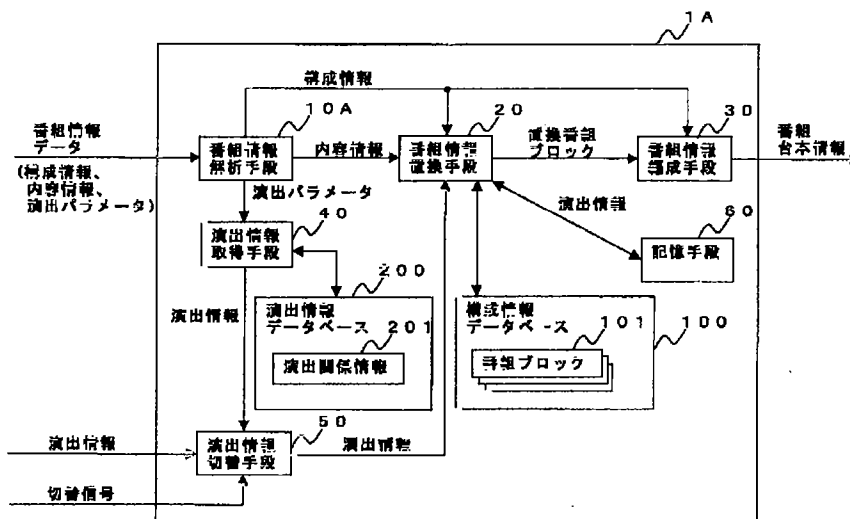 1A
構成情報
番組情報
データ
(構成情報、
内容情報、
演出パラメータ)
10A
番組情報
解析手段
内容情報
20
番組情報
置換手段
置換番組
ブロック
30
番組情報
編成手段
番組
台本情報
演出パラメータ
40
演出情報
取得手段
演出情報
60
記憶手段
200
演出情報
データベース
201
演出関係情報
構成情報
データベース
101
100
番組ブロック
演出情報
演出情報
50
演出情報
切替手段
演出情報
切替信号